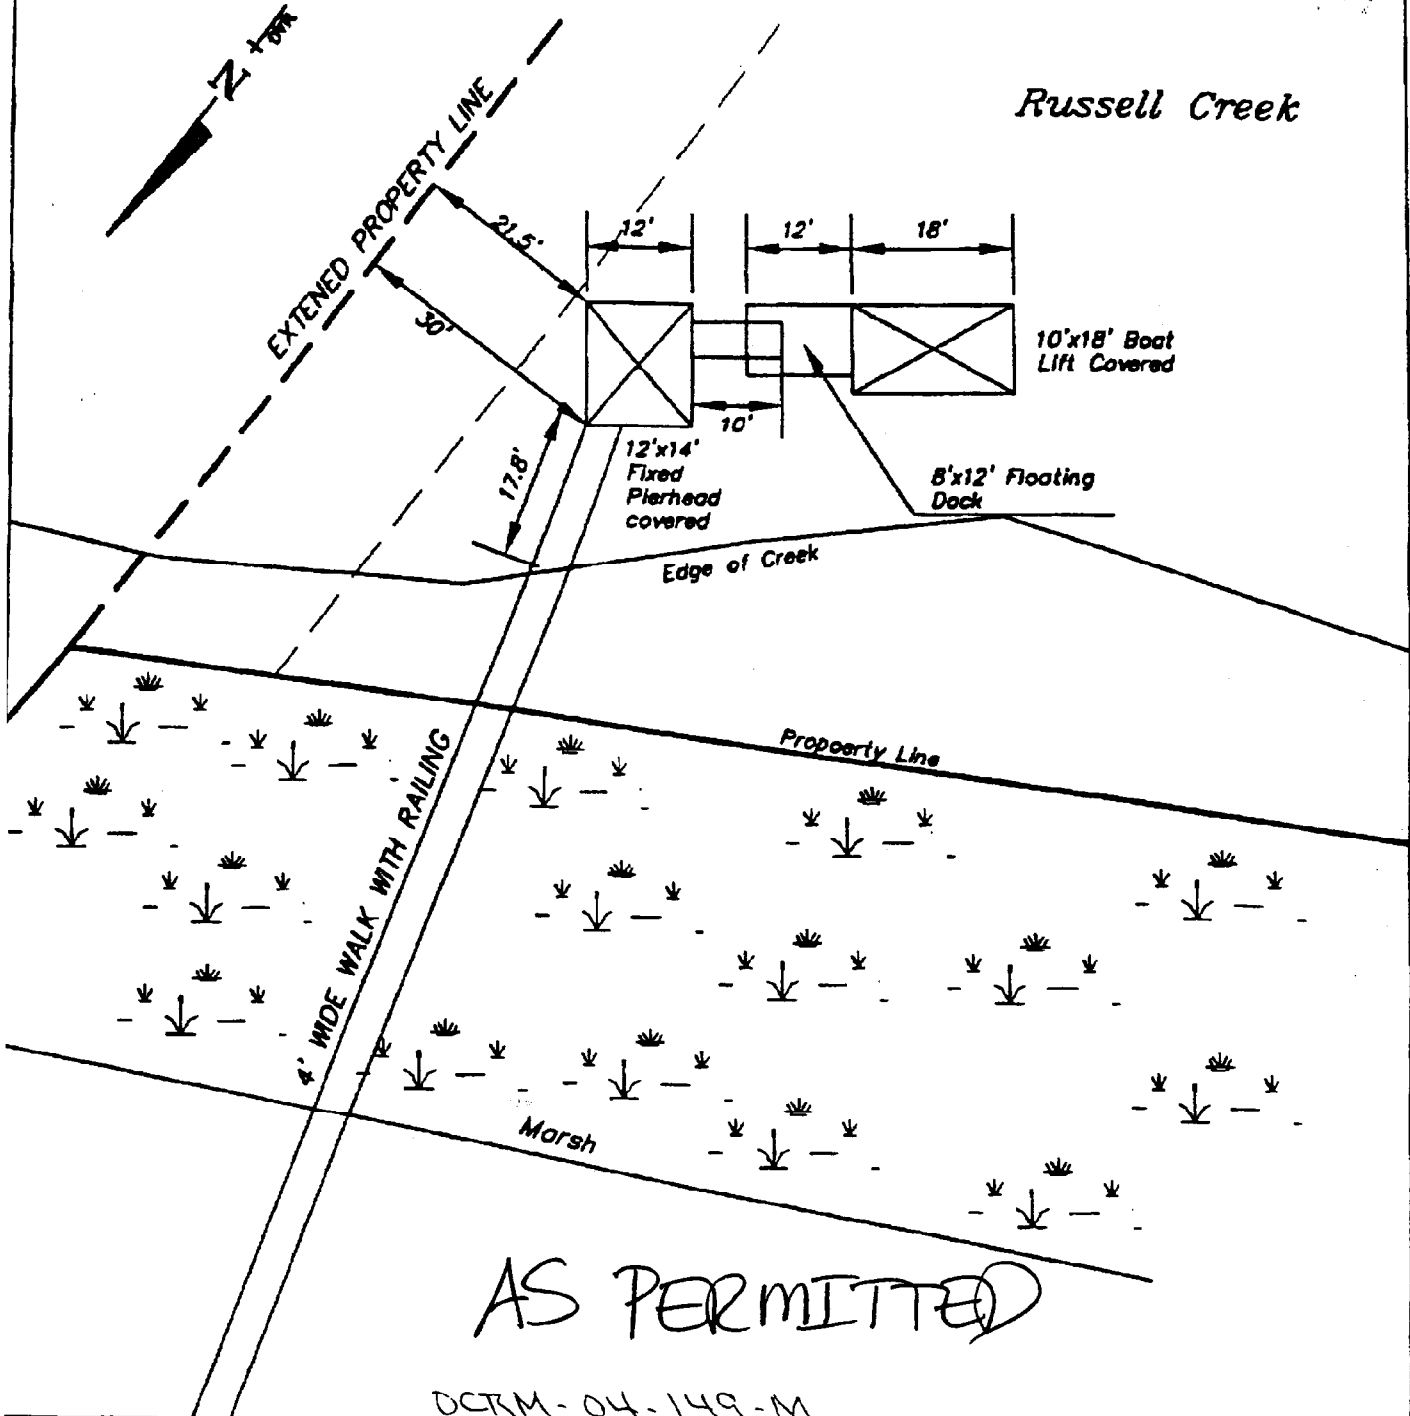 N
Russell Creek
EXTENED PROPERTY LINE
21.5'
12'
12'
18'
30'
10'x18' Boat
Lift Covered
10'
17.8'
12'x14'
Fixed
Pierhead
covered
8'x12' Floating
Dock
Edge of Creek
Propoerty Line
4' WIDE WALK WITH RAILING
Marsh
AS PERMITTED
OCRM-04-149-M